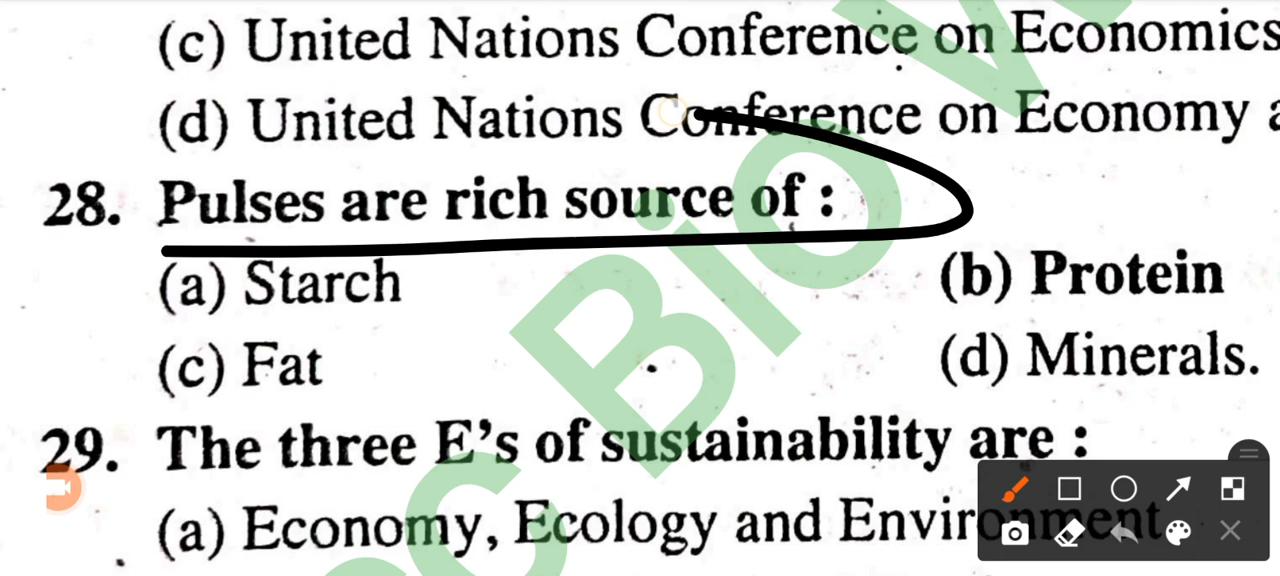 (c) United Nations Conference on Economics
(d) United Nations Conference on Economy
28. Pulses are rich source of :
(a) Starch
(b) Protein
(c) Fat
(d) Minerals.
29. The three E's of sustainability are :
(a) Economy, Ecology and Environment
c Bio